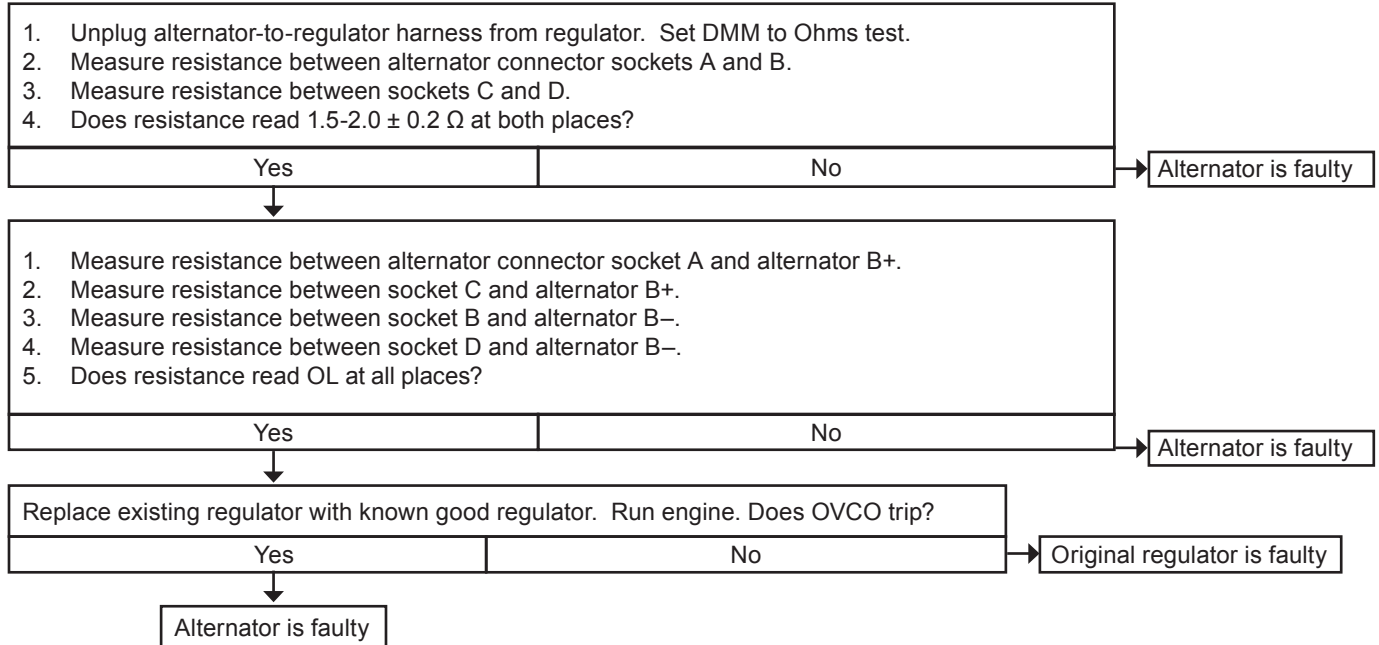 1. Unplug alternator-to-regulator harness from regulator. Set DMM to Ohms test.
2. Measure resistance between alternator connector sockets A and B.
3. Measure resistance between sockets C and D.
4. Does resistance read 1.5-2.0 ± 0.2 Ω at both places?
Yes
No
Alternator is faulty
1. Measure resistance between alternator connector socket A and alternator B+.
2. Measure resistance between socket C and alternator B+.
3. Measure resistance between socket B and alternator B–.
4. Measure resistance between socket D and alternator B–.
5. Does resistance read OL at all places?
Yes
No
Alternator is faulty
Replace existing regulator with known good regulator. Run engine. Does OVCO trip?
Yes
No
Original regulator is faulty
Alternator is faulty